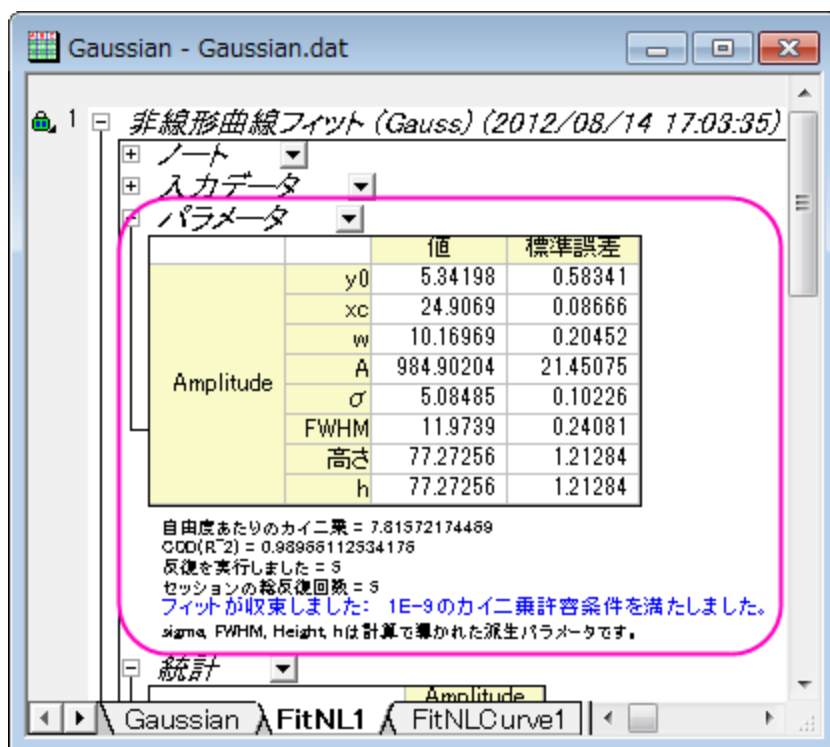 Gaussian - Gaussian.dat
1 非線形曲線フィット (Gauss) (2012/08/14 17:03:35)
ノート
入力データ
パラメータ
値 標準誤差
Amplitude
y0 5.34198 0.58341
xc 24.9069 0.08666
w 10.16969 0.20452
A 984.90204 21.45075
σ 5.08485 0.10226
FWHM 11.9739 0.24081
高さ 77.27256 1.21284
h 77.27256 1.21284
自由度あたりのカイ二乗 =
COD(R^2) =
反復を実行しました =
セッションの総反復回数 =
フィットが収束しました: 1E-9のカイ二乗許容条件を満たしました。
sigma, FWHM, Height, hは計算で導かれた派生パラメータです。
統計
Amplitude
Gaussian FitNL1 FitNLCurve1